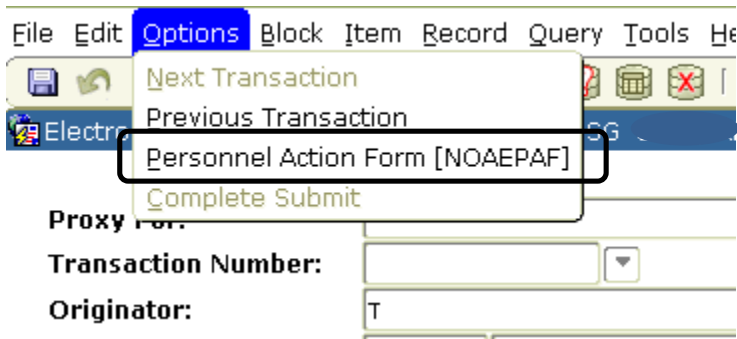 File Edit Options Block Item Record Query Tools
Next Transaction
Previous Transaction
Electro SG
Personnel Action Form [NOAEPAF]
Complete Submit
Proxy For:
Transaction Number:
Originator:
T